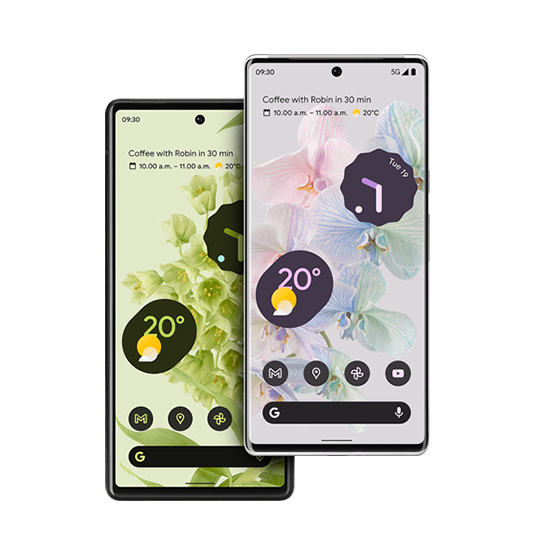 09:30
Coffee with Robin in 30 min
10.00 a.m. – 11.00 a.m. 20°C
20°
G
09:30
5G
Coffee with Robin in 30 min
10.00 a.m. – 11.00 a.m. 20°C
Tue 19
20°
G